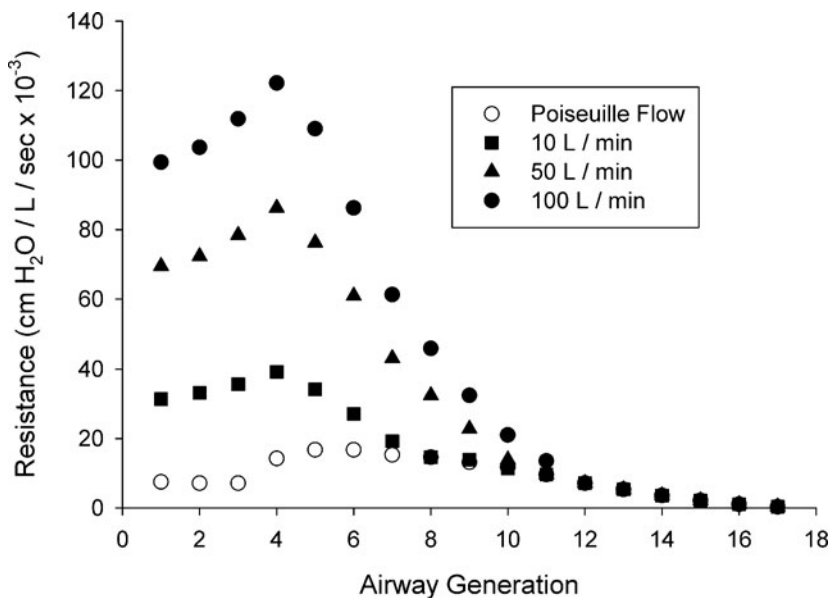 140
120
100
80
60
40
20
0
Resistance (cm H₂O / L / sec x 10⁻³)
Poiseuille Flow
10 L / min
50 L / min
100 L / min
0 2 4 6 8 10 12 14 16 18
Airway Generation